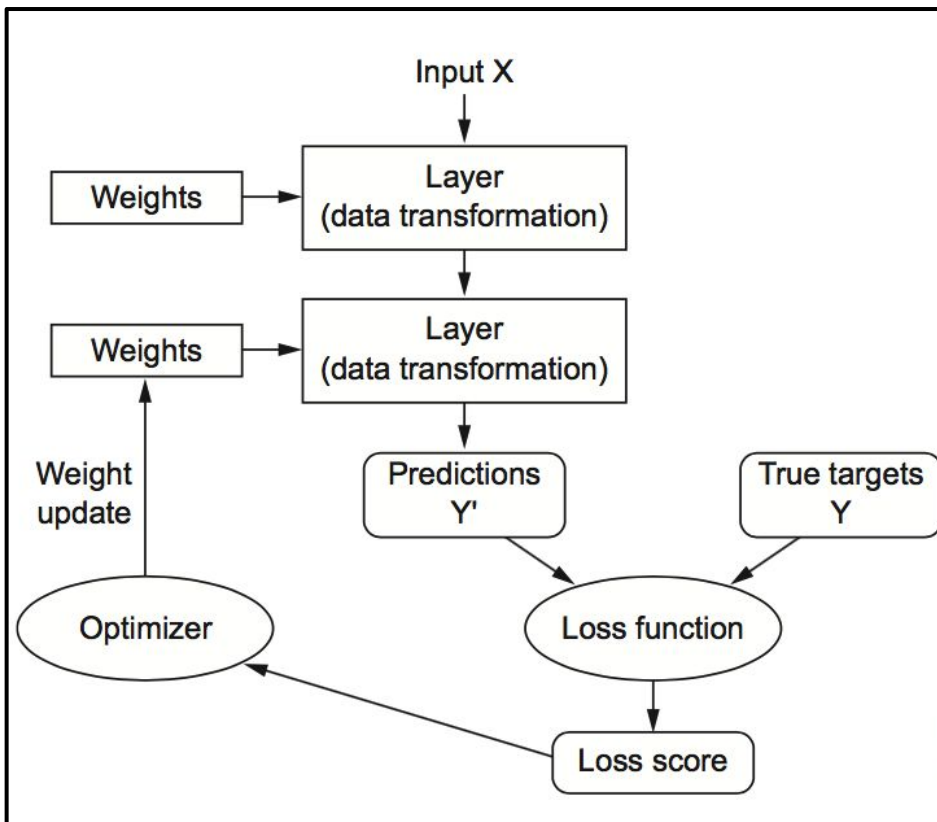 Input X
Layer
(data transformation)
Weights
Layer
(data transformation)
Weights
Weight
update
Predictions
Y'
True targets
Y
Optimizer
Loss function
Loss score